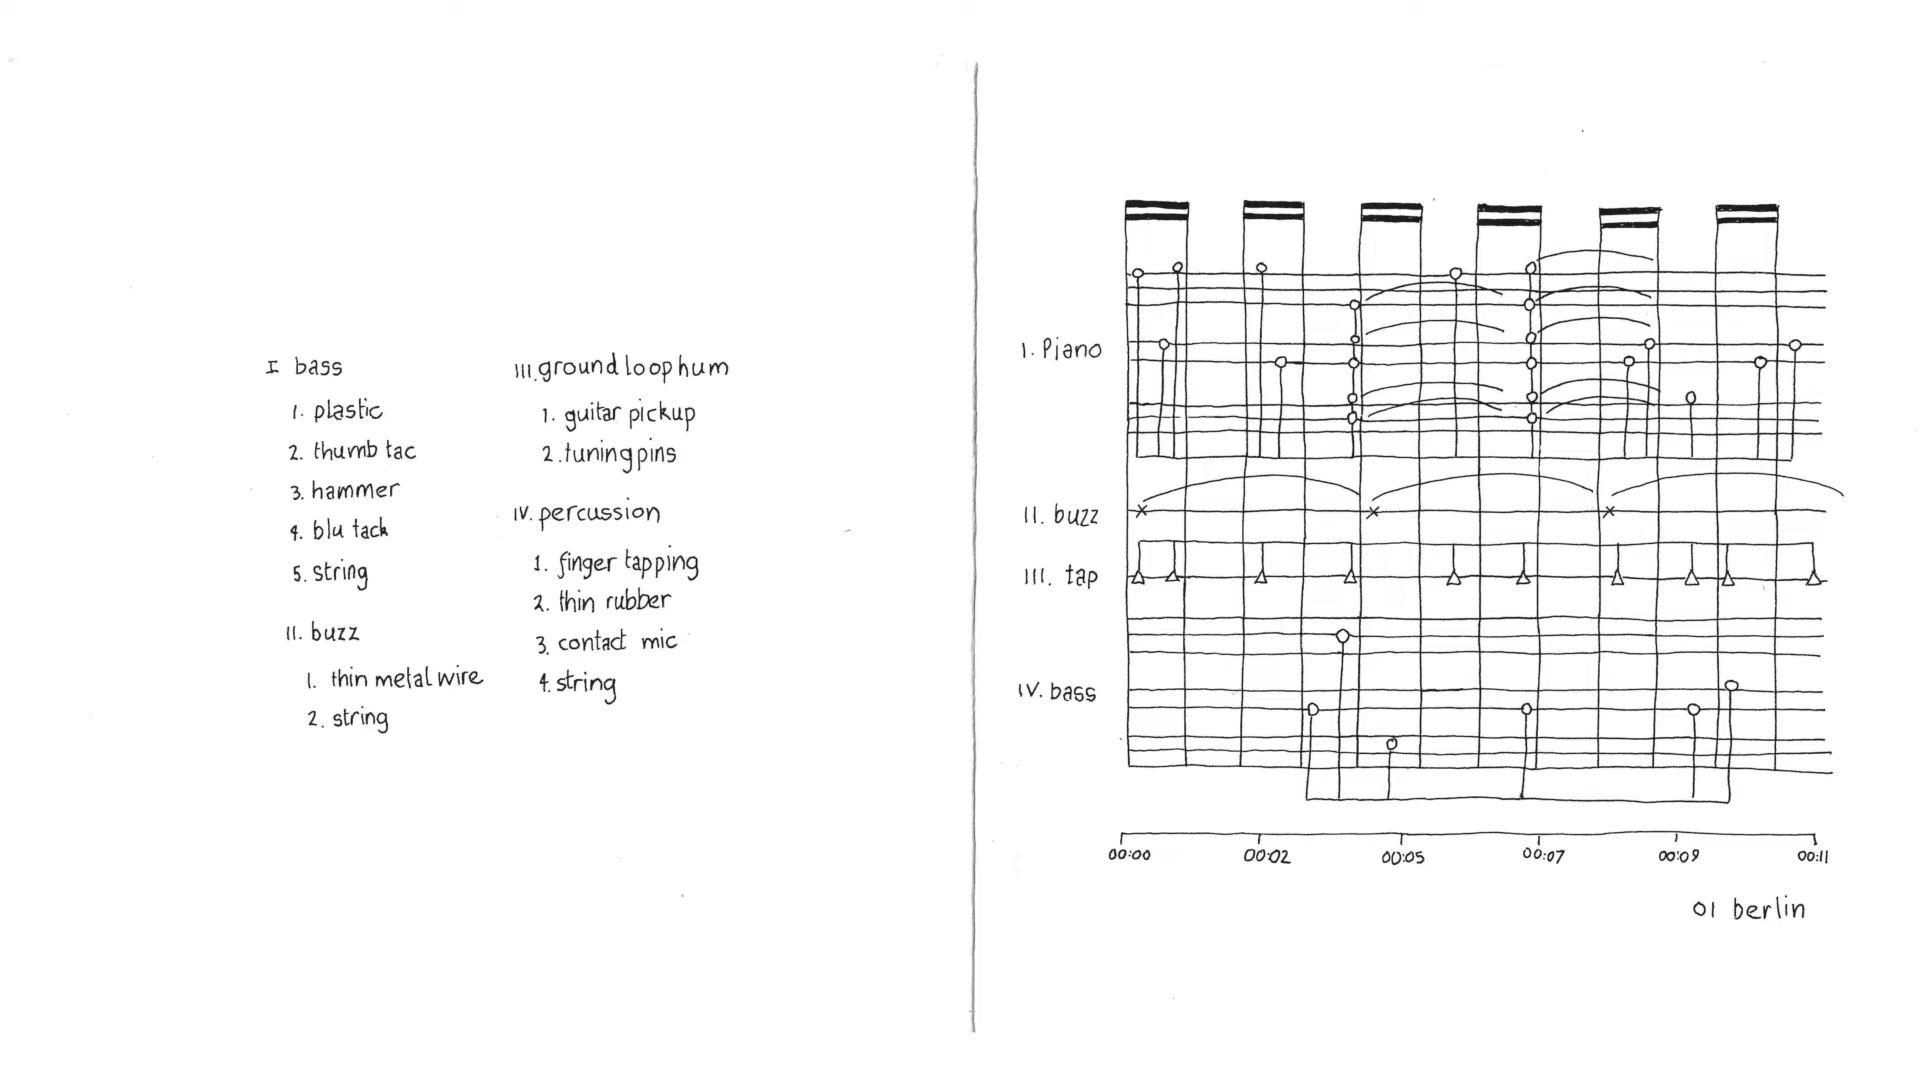 I bass
1. plastic
2. thumb tac
3. hammer
4. blu tack
5. string
II. buzz
1. thin metal wire
2. string
III. ground loop hum
1. guitar pickup
2. tuning pins
IV. percussion
1. finger tapping
2. thin rubber
3. contact mic
4. string
I. Piano
II. buzz
III. tap
IV. bass
00:00 00:02 00:05 00:07 00:09 00:11
01 berlin